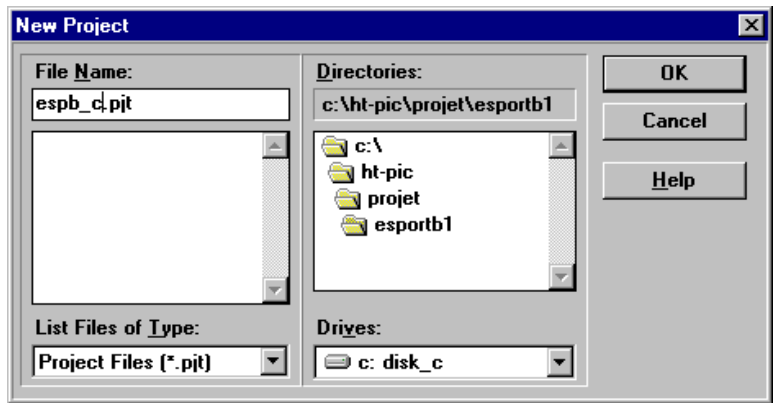 New Project
File Name:
espb_c.pjt
List Files of Type:
Project Files (*.pjt)
Directories:
c:\ht-pic\projet\esportb1
c:\
ht-pic
projet
esportb1
Drives:
c: disk_c
OK
Cancel
Help